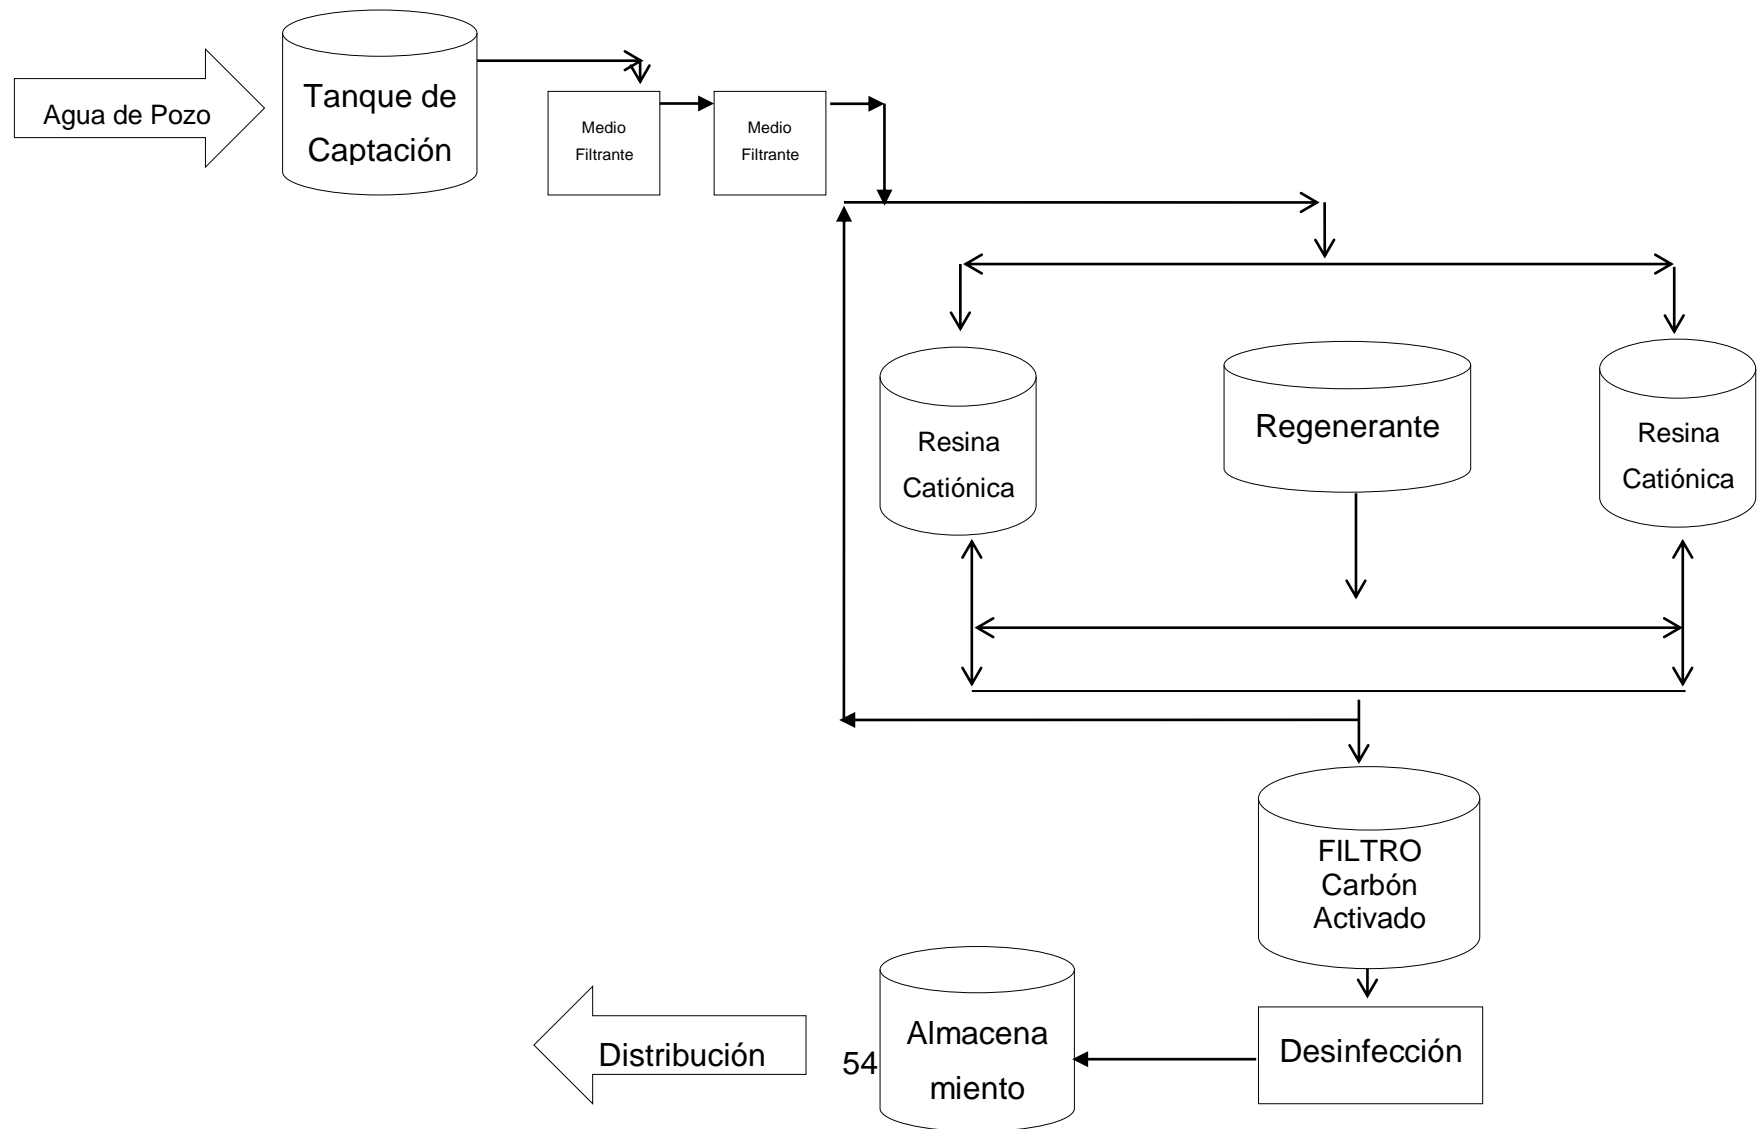 Agua de Pozo
Tanque de
Captación
Medio
Filtrante
Medio
Filtrante
Resina
Catiónica
Regenerante
Resina
Catiónica
FILTRO
Carbón
Activado
Desinfección
Almacena
miento
54
Distribución